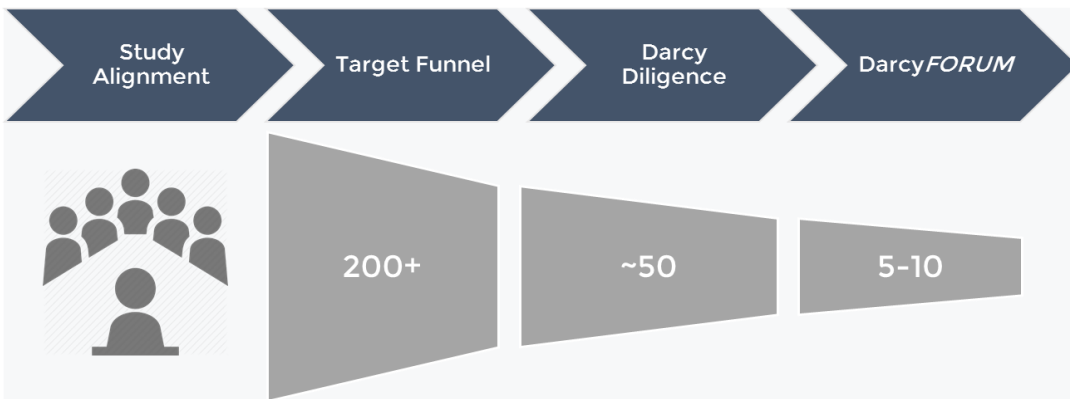 Study
Alignment
Target Funnel
Darcy
Diligence
DarcyFORUM
200+
~50
5-10